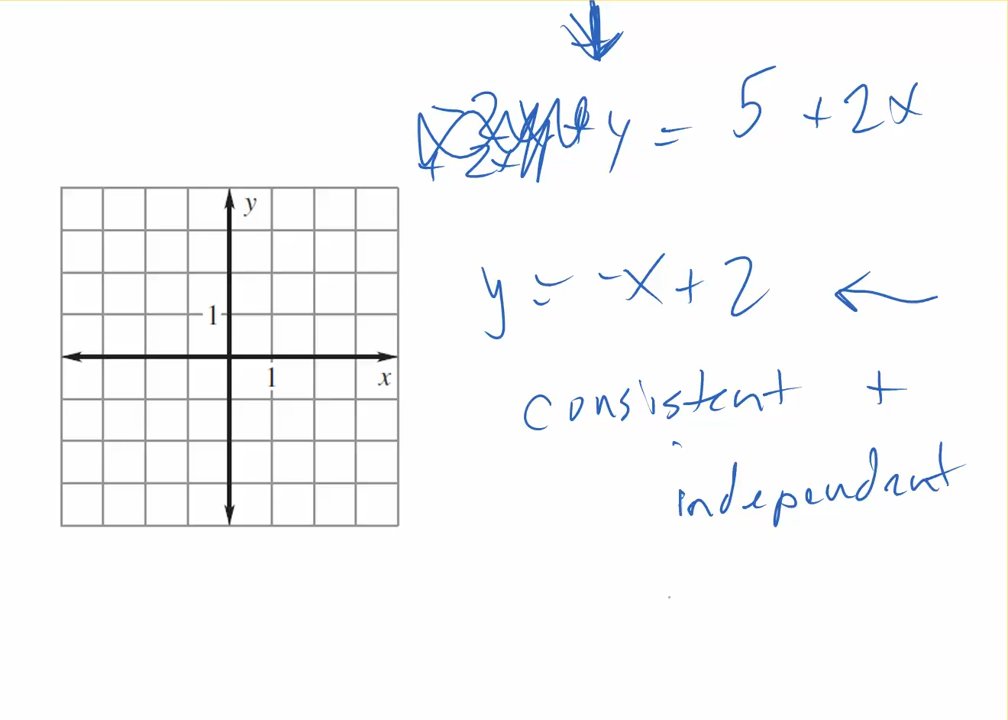 y = 5 + 2x
y
1
y = -x + 2
1
x
consistent +
independent